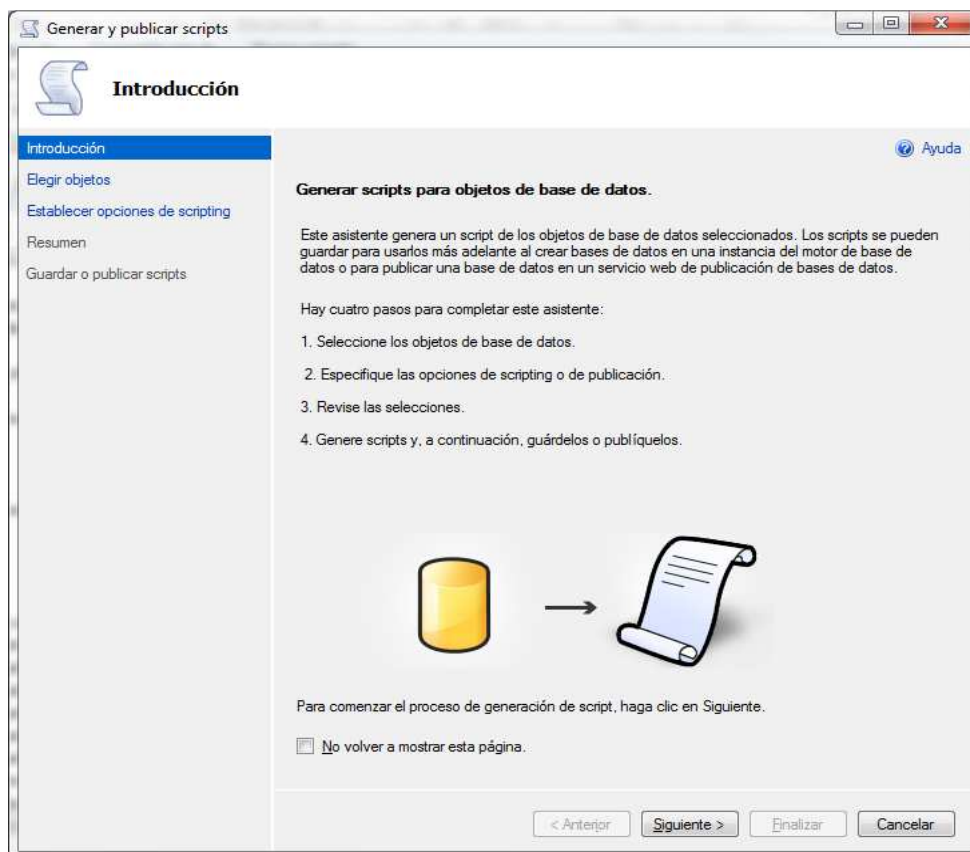 Generar y publicar scripts
Introducción
Introducción
Elegir objetos
Establecer opciones de scripting
Resumen
Guardar o publicar scripts
Ayuda
Generar scripts para objetos de base de datos.
Este asistente genera un script de los objetos de base de datos seleccionados. Los scripts se pueden
guardar para usarlos más adelante al crear bases de datos en una instancia del motor de base de
datos o para publicar una base de datos en un servicio web de publicación de bases de datos.
Hay cuatro pasos para completar este asistente:
1. Seleccione los objetos de base de datos.
2. Especifique las opciones de scripting o de publicación.
3. Revise las selecciones.
4. Genere scripts y, a continuación, guárdelos o publíquelos.
Para comenzar el proceso de generación de script, haga clic en Siguiente.
No volver a mostrar esta página.
< Anterior
Siguiente >
Finalizar
Cancelar